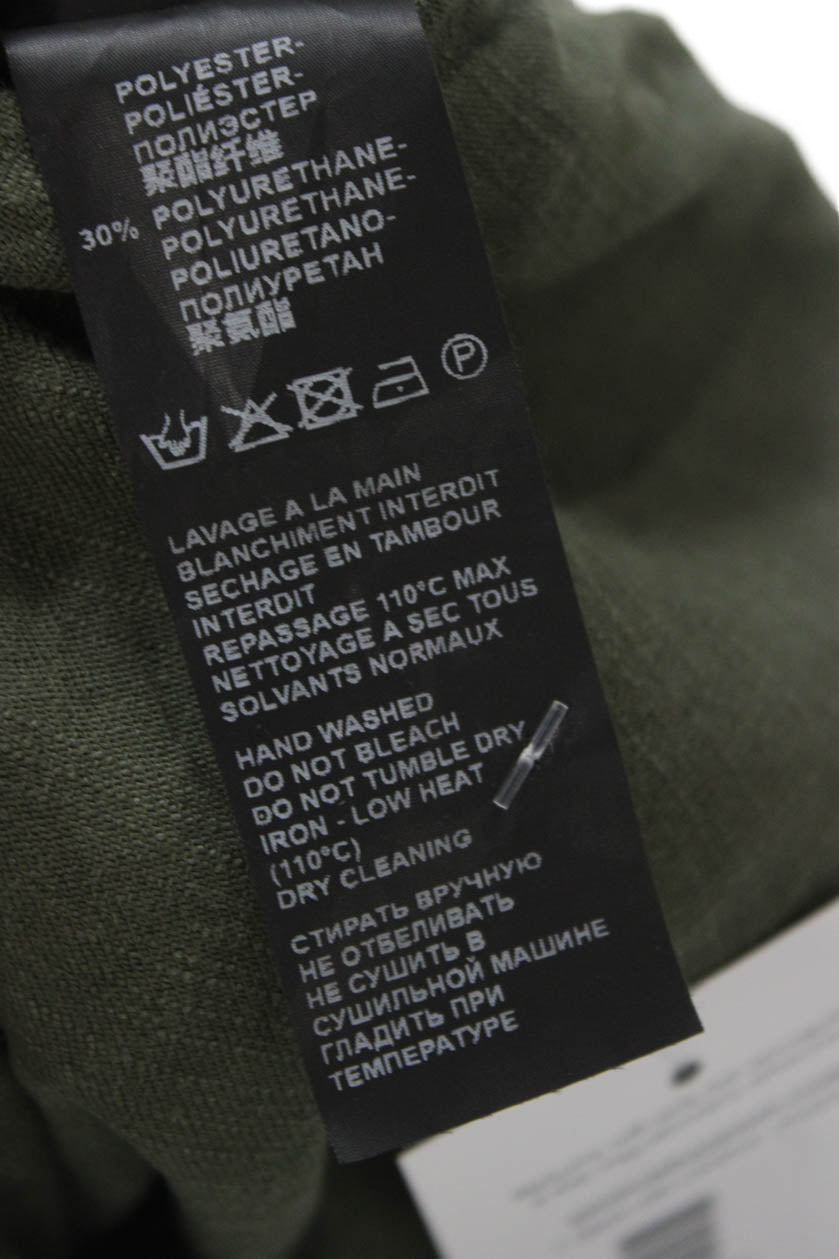 POLYESTER-
POLIÉSTER-
ПОЛИЭСТЕР
聚酯纤维
30% POLYURETHANE-
POLYURETHANE-
POLIURETANO-
ПОЛИУРЕТАН
聚氨酯
P
LAVAGE A LA MAIN
BLANCHIMENT INTERDIT
SECHAGE EN TAMBOUR
INTERDIT
REPASSAGE 110°C MAX
NETTOYAGE A SEC TOUS
SOLVANTS NORMAUX
HAND WASHED
DO NOT BLEACH
DO NOT TUMBLE DRY
IRON - LOW HEAT
(110°C)
DRY CLEANING
СТИРАТЬ ВРУЧНУЮ
НЕ ОТБЕЛИВАТЬ
НЕ СУШИТЬ В
СУШИЛЬНОЙ МАШИНЕ
ГЛАДИТЬ ПРИ
ТЕМПЕРАТУРЕ